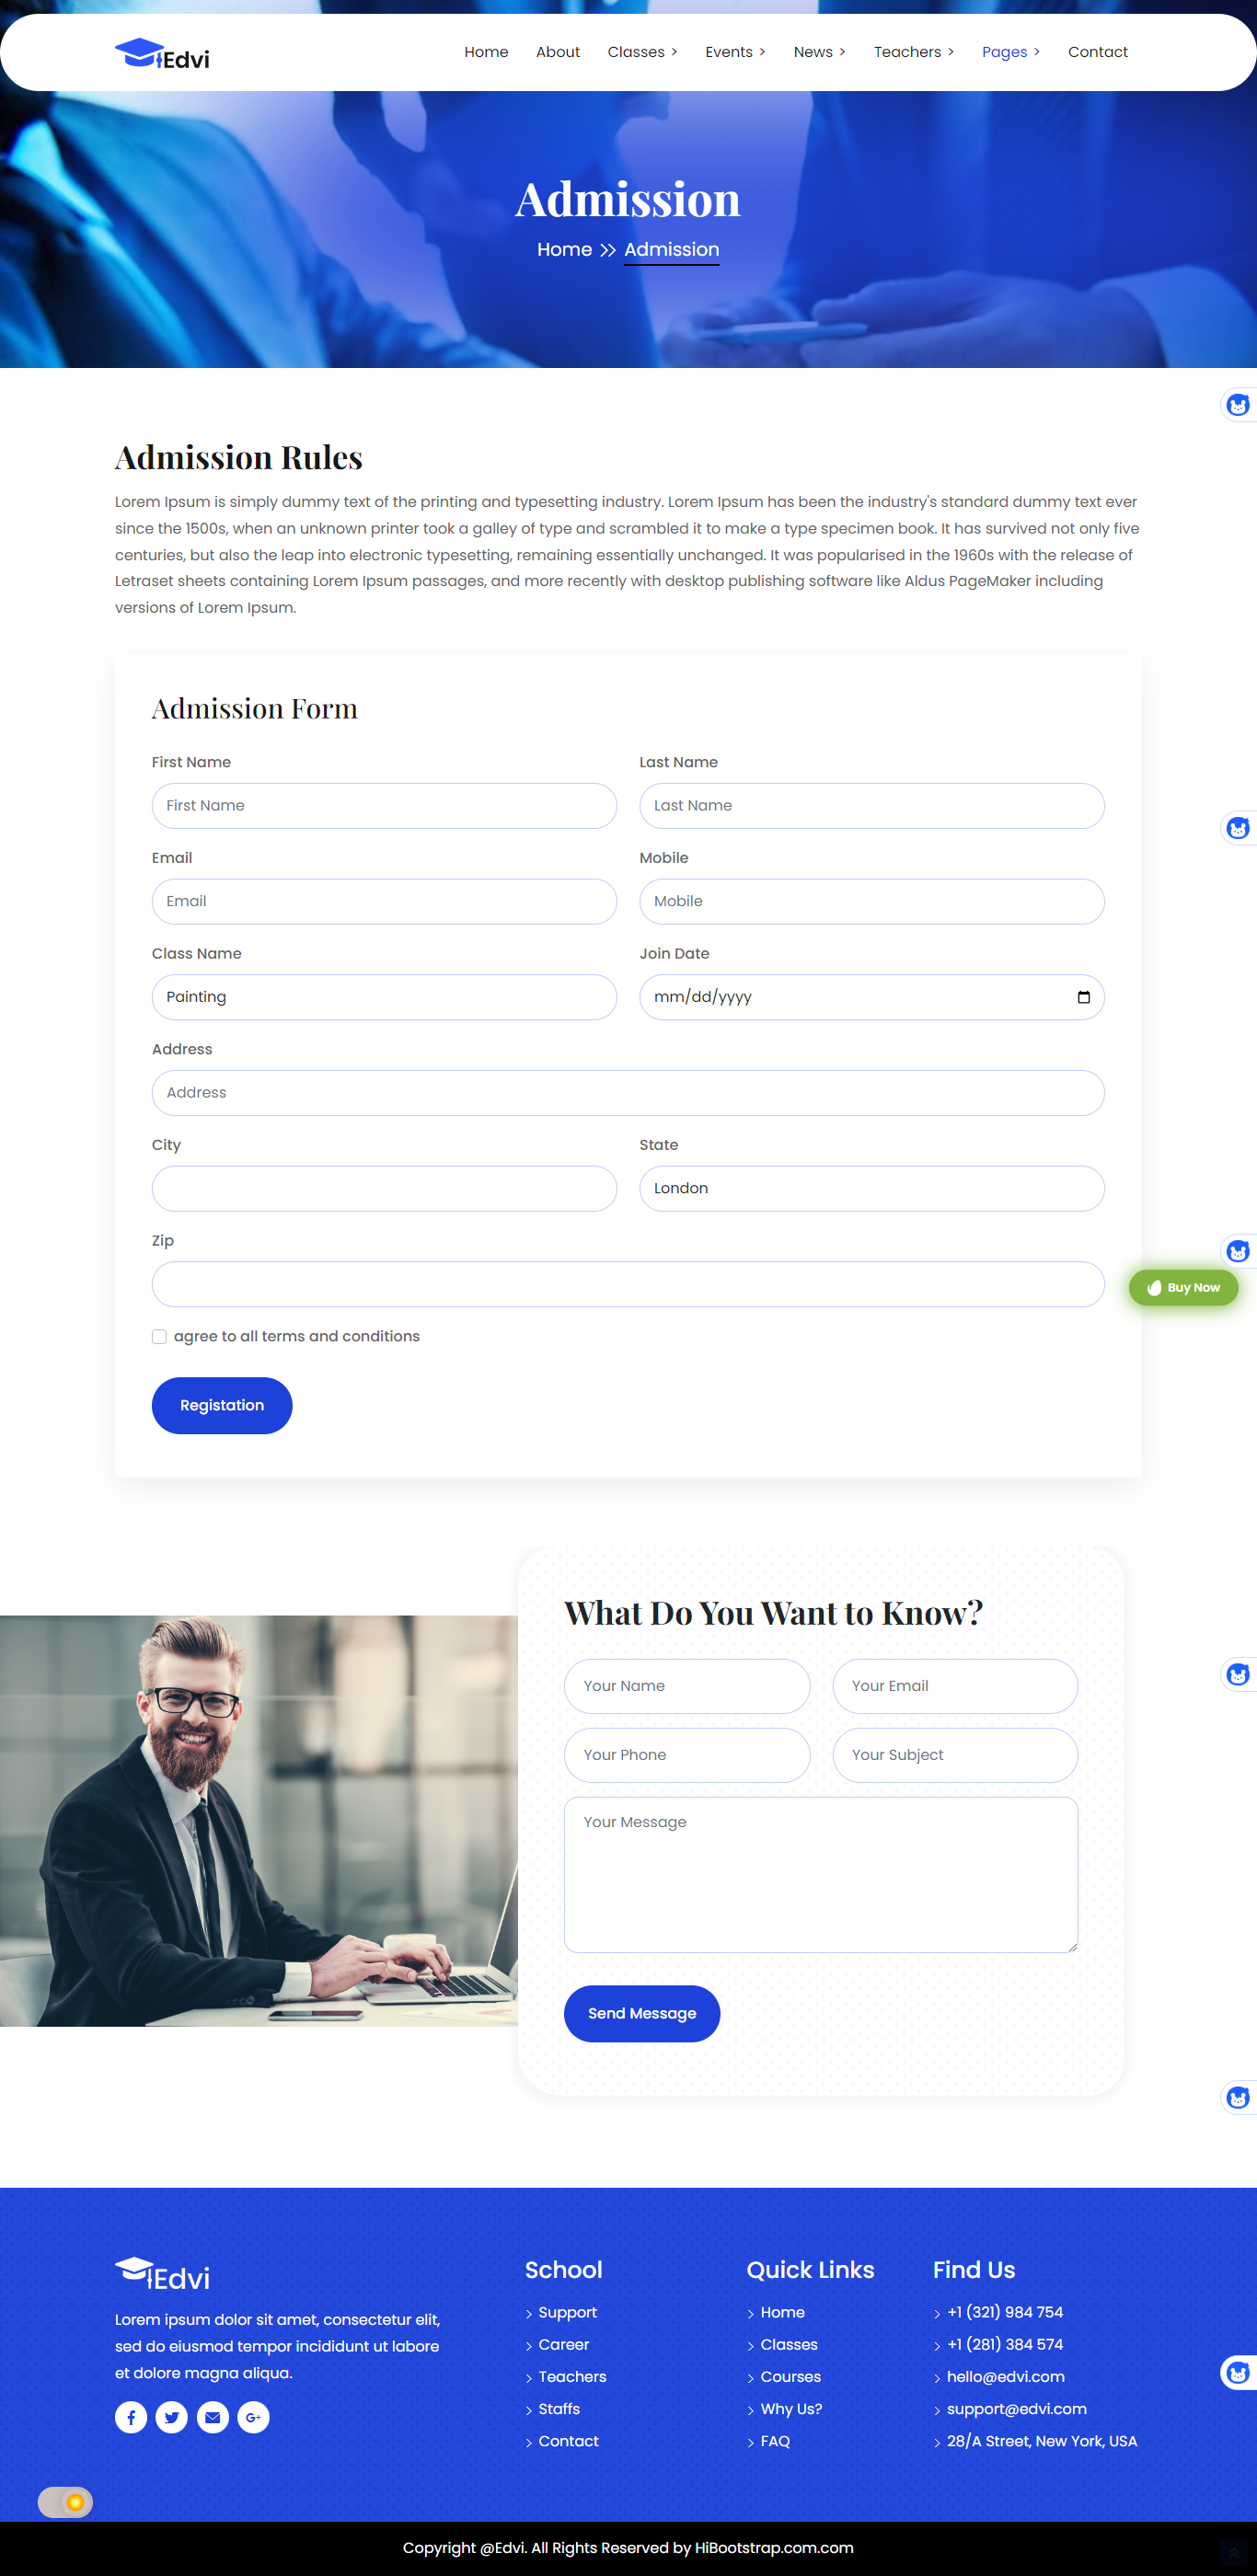 Edvi
Home About Classes > Events > News > Teachers > Pages > Contact
Admission
Home Admission
Admission Rules
Lorem Ipsum is simply dummy text of the printing and typesetting industry. Lorem Ipsum has been the industry's standard dummy text ever
since the 1500s, when an unknown printer took a galley of type and scrambled it to make a type specimen book. It has survived not only five
centuries, but also the leap into electronic typesetting, remaining essentially unchanged. It was popularised in the 1960s with the release of
Letraset sheets containing Lorem Ipsum passages, and more recently with desktop publishing software like Aldus PageMaker including
versions of Lorem Ipsum.
Admission Form
First Name Last Name
First Name Last Name
Email Mobile
Email Mobile
Class Name Join Date
Painting mm/dd/yyyy
Address
Address
City State
London
Zip
Buy Now
agree to all terms and conditions
Registation
What Do You Want to Know?
Your Name Your Email
Your Phone Your Subject
Your Message
Send Message
Edvi
Lorem ipsum dolor sit amet, consectetur elit,
sed do eiusmod tempor incididunt ut labore
et dolore magna aliqua.
School
Support
Career
Teachers
Staffs
Contact
Quick Links
Home
Classes
Courses
Why Us?
FAQ
Find Us
+1 (321) 984 754
+1 (281) 384 574
hello@edvi.com
support@edvi.com
28/A Street, New York, USA
Copyright @Edvi. All Rights Reserved by HiBootstrap.com.com